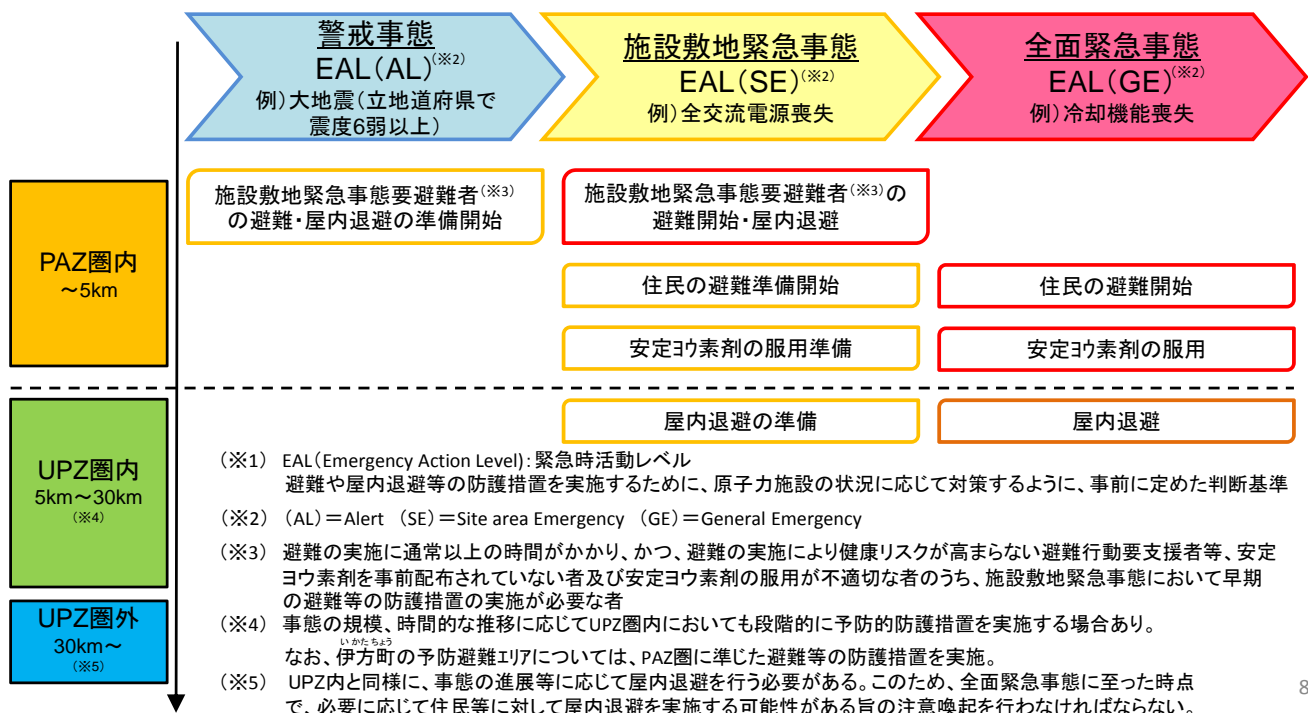 警戒事態
EAL(AL)(※2)
例)大地震(立地道府県で
震度6弱以上)
施設敷地緊急事態
EAL(SE)(※2)
例)全交流電源喪失
全面緊急事態
EAL(GE)(※2)
例)冷却機能喪失
PAZ圏内
～5km
施設敷地緊急事態要避難者(※3)
の避難・屋内退避の準備開始
施設敷地緊急事態要避難者(※3)の
避難開始・屋内退避
住民の避難準備開始
住民の避難開始
安定ヨウ素剤の服用準備
安定ヨウ素剤の服用
UPZ圏内
5km～30km
(※4)
屋内退避の準備
屋内退避
UPZ圏外
30km～
(※5)
(※1) EAL(Emergency Action Level):緊急時活動レベル
避難や屋内退避等の防護措置を実施するために、原子力施設の状況に応じて対策するように、事前に定めた判断基準
(※2) (AL)=Alert (SE)=Site area Emergency (GE)=General Emergency
(※3) 避難の実施に通常以上の時間がかかり、かつ、避難の実施により健康リスクが高まらない避難行動要支援者等、安定
ヨウ素剤を事前配布されていない者及び安定ヨウ素剤の服用が不適切な者のうち、施設敷地緊急事態において早期
の避難等の防護措置の実施が必要な者
(※4) 事態の規模、時間的な推移に応じてUPZ圏内においても段階的に予防的防護措置を実施する場合あり。
いかたちょう
なお、伊方町の予防避難エリアについては、PAZ圏に準じた避難等の防護措置を実施。
(※5) UPZ内と同様に、事態の進展等に応じて屋内退避を行う必要がある。このため、全面緊急事態に至った時点
で、必要に応じて住民等に対して屋内退避を実施する可能性がある旨の注意喚起を行わなければならない。
8